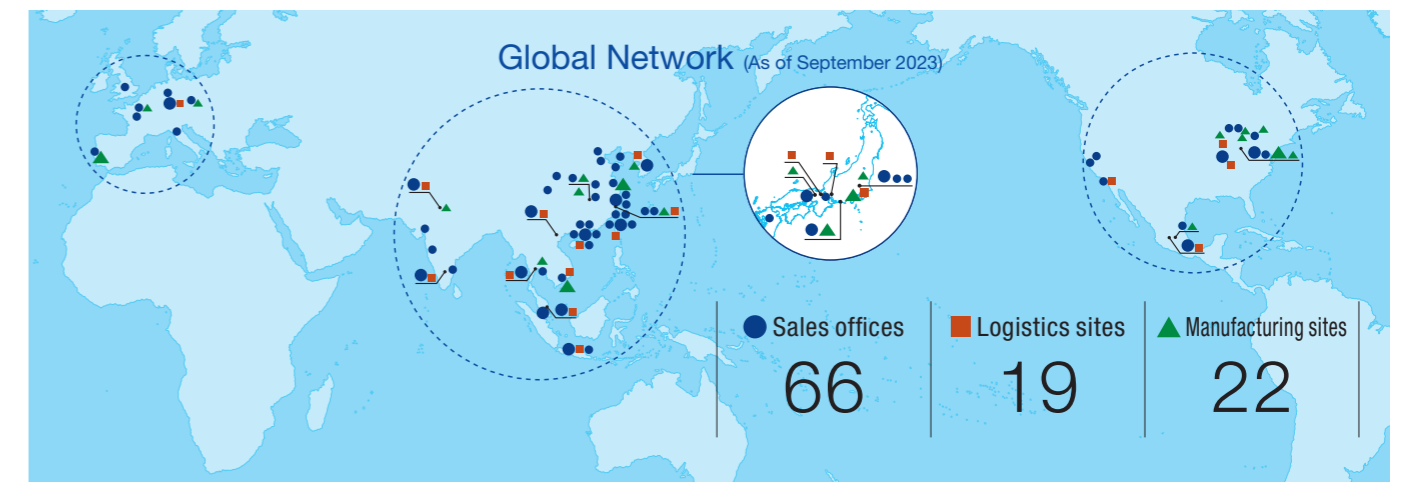 Global Network (As of September 2023)
Sales offices
66
Logistics sites
19
Manufacturing sites
22